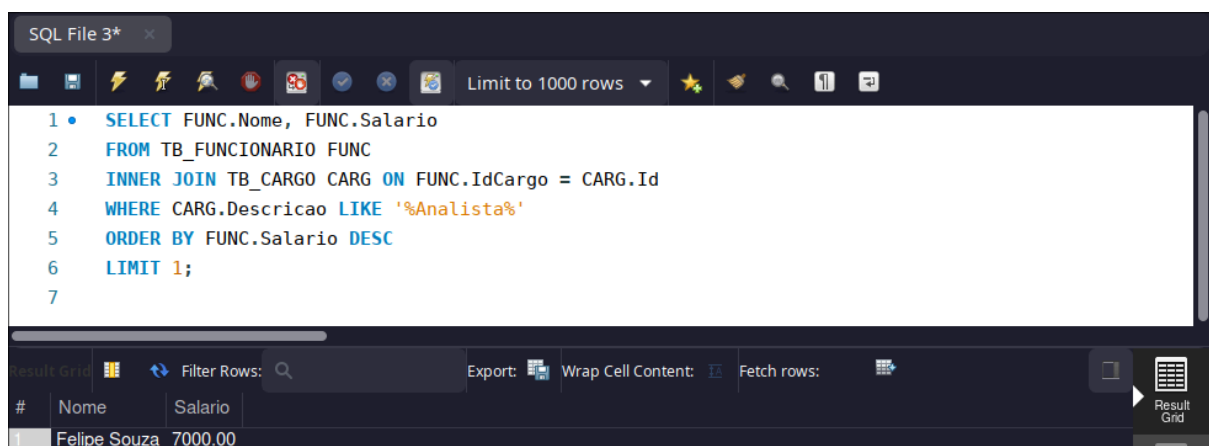 SQL File 3* ×
Limit to 1000 rows
1 SELECT FUNC.Nome, FUNC.Salario
2 FROM TB_FUNCIONARIO FUNC
3 INNER JOIN TB_CARGO CARG ON FUNC.IdCargo = CARG.Id
4 WHERE CARG.Descricao LIKE '%Analista%'
5 ORDER BY FUNC.Salario DESC
6 LIMIT 1;
7
Result Grid Filter Rows: Export: Wrap Cell Content: Fetch rows:
Result
Grid
# Nome Salario
1 Felipe Souza 7000.00